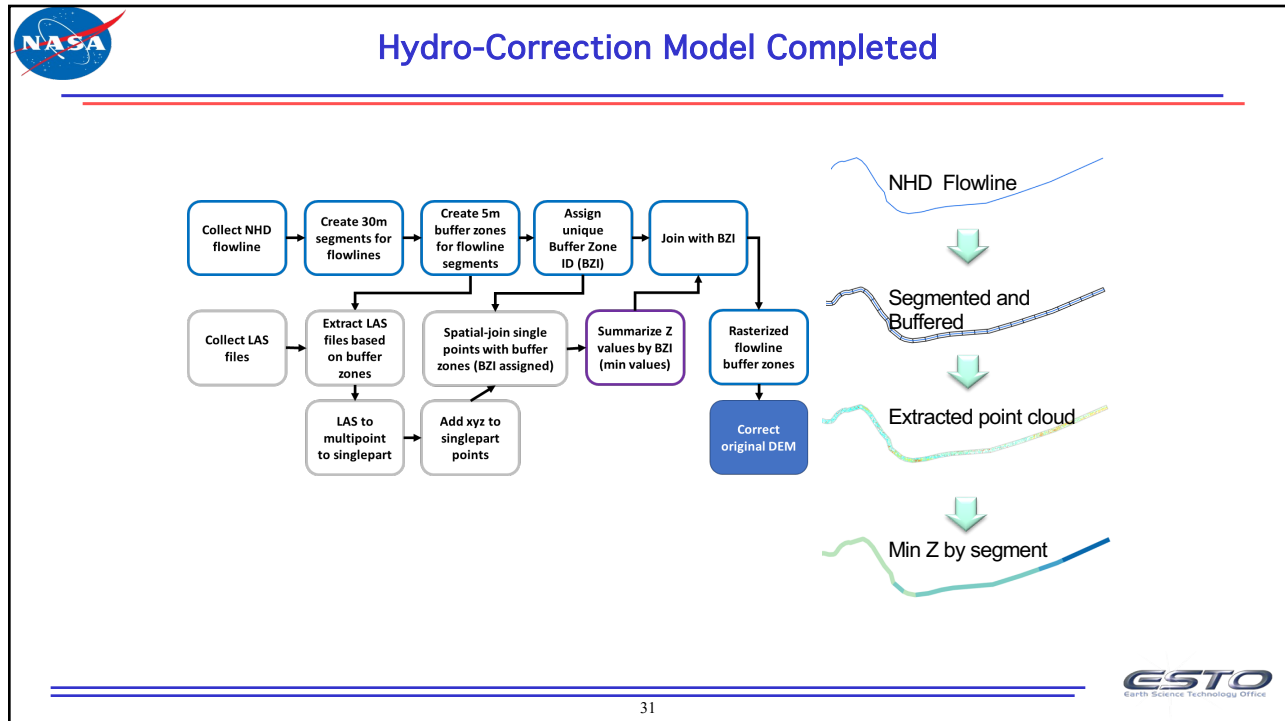 NASA
Hydro-Correction Model Completed
Collect NHD
flowline
Create 30m
segments for
flowlines
Create 5m
buffer zones
for flowline
segments
Assign
unique
Buffer Zone
ID (BZI)
Join with BZI
Collect LAS
files
Extract LAS
files based
on buffer
zones
Spatial-join single
points with buffer
zones (BZI assigned)
Summarize Z
values by BZI
(min values)
Rasterized
flowline
buffer zones
LAS to
multipoint
to singlepart
Add xyz to
singlepart
points
Correct
original DEM
NHD Flowline
Segmented and
Buffered
Extracted point cloud
Min Z by segment
31
ESTO
Earth Science Technology Office